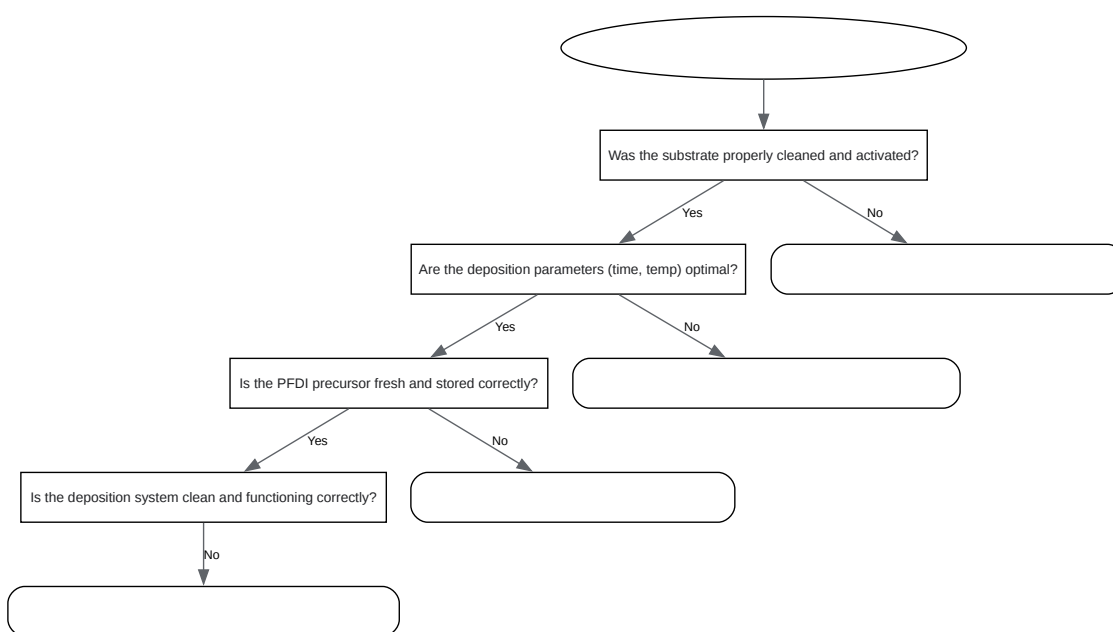 Was the substrate properly cleaned and activated?
Yes
No
Are the deposition parameters (time, temp) optimal?
Yes
No
Is the PFDI precursor fresh and stored correctly?
Yes
No
Is the deposition system clean and functioning correctly?
No